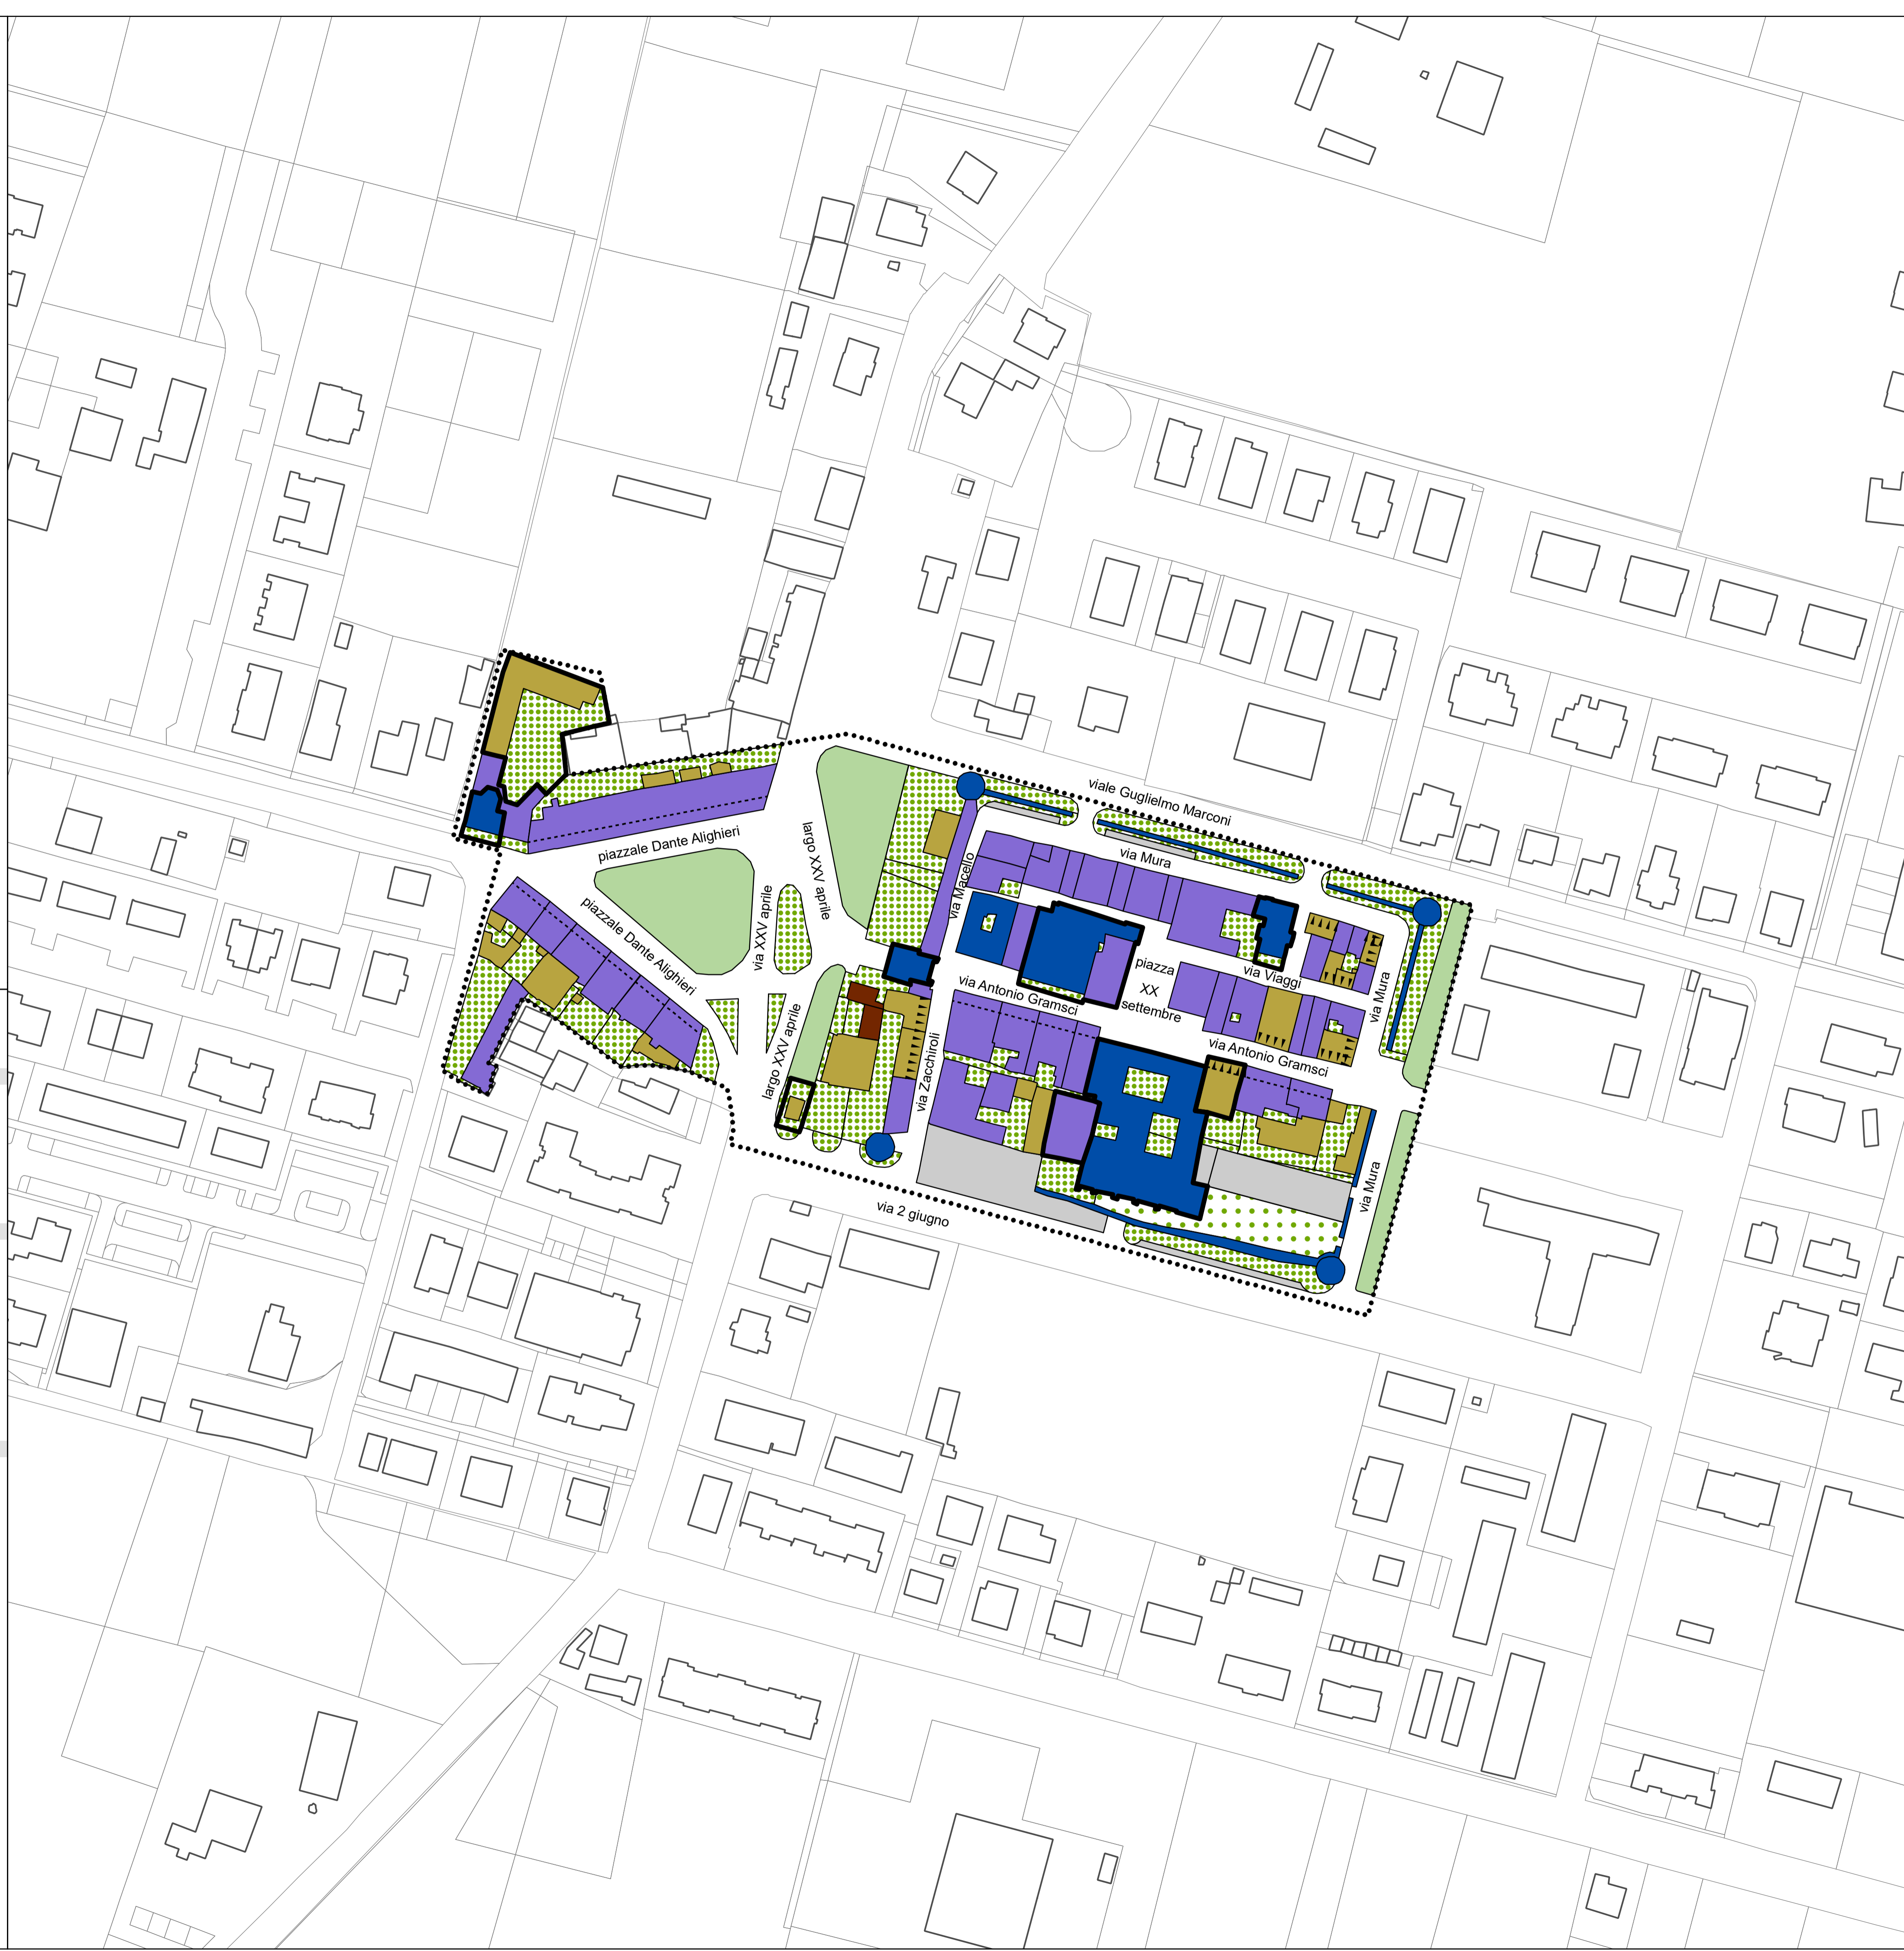 viale Guglielmo Marconi
piazzale Dante Alighieri
largo XXV aprile
via Mura
via Macello
piazzale Dante Alighieri
via XXV aprile
piazza
XX
settembre
via Viaggi
via Mura
via Antonio Gramsci
largo XXV aprile
via Zacchiroli
via Antonio Gramsci
via Mura
via 2 giugno